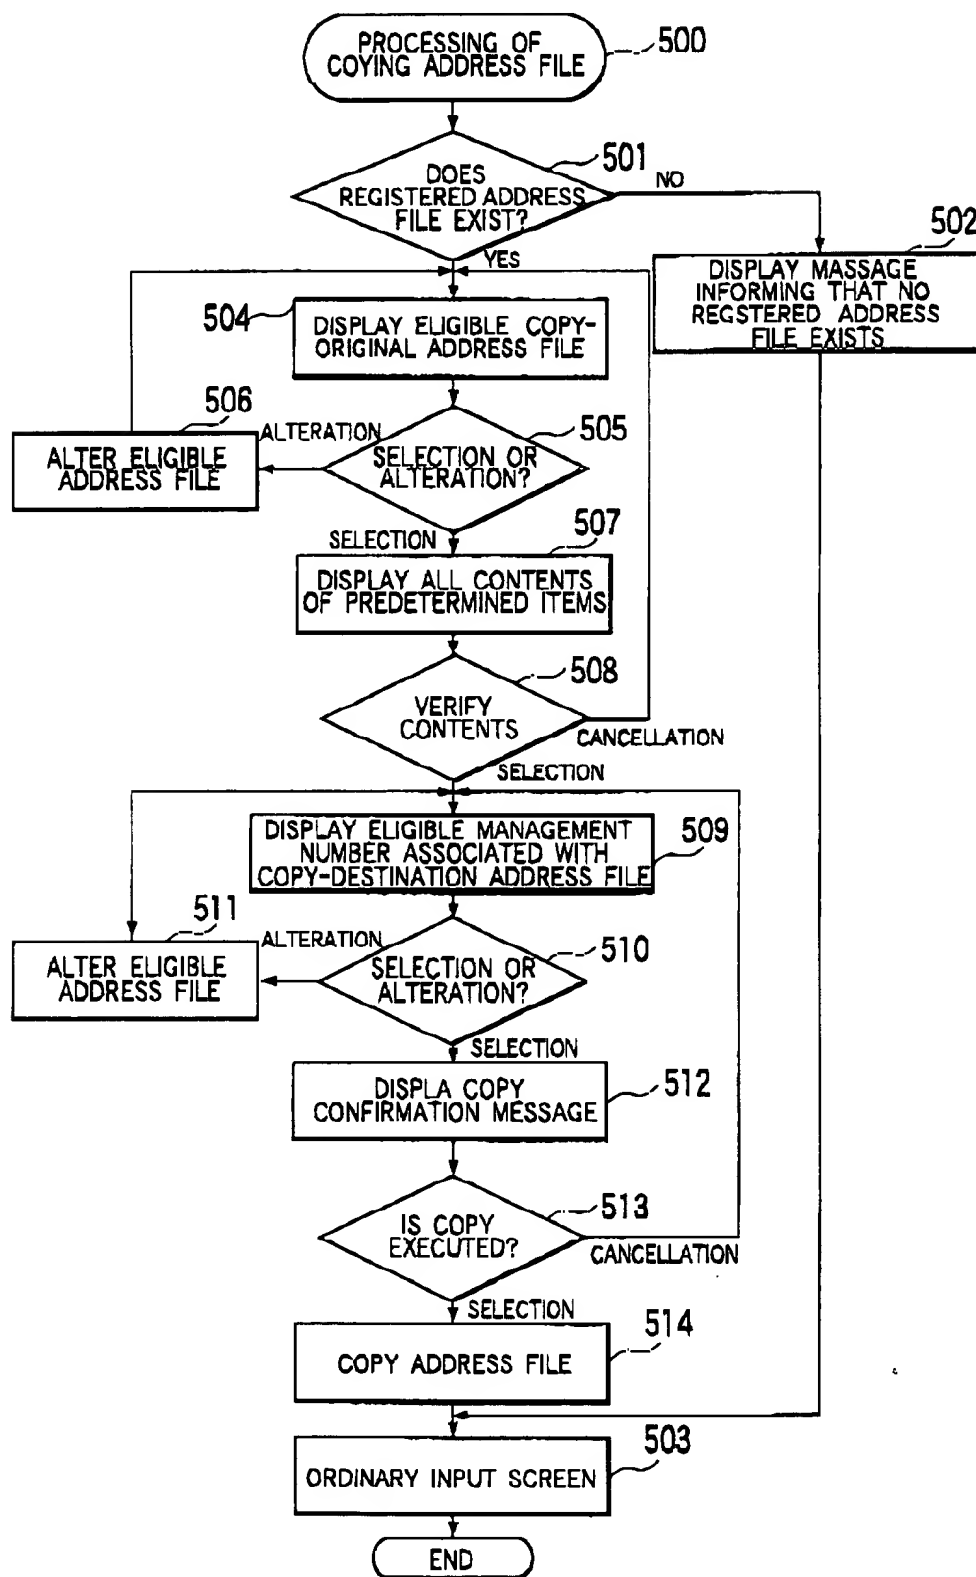 PROCESSING OF
COYING ADDRESS FILE
500
501
DOES
REGISTERED ADDRESS
FILE EXIST?
NO
502
YES
DISPLAY MASSAGE
INFORMING THAT NO
REGSTERED ADDRESS
FILE EXISTS
504
DISPLAY ELIGIBLE COPY-
ORIGINAL ADDRESS FILE
506
ALTERATION
505
ALTER ELIGIBLE
ADDRESS FILE
SELECTION OR
ALTERATION?
SELECTION
507
DISPLAY ALL CONTENTS
OF PREDETERMINED ITEMS
508
VERIFY
CONTENTS
CANCELLATION
SELECTION
DISPLAY ELIGIBLE MANAGEMENT
NUMBER ASSOCIATED WITH
COPY-DESTINATION ADDRESS FILE
509
511
ALTERATION
510
ALTER ELIGIBLE
ADDRESS FILE
SELECTION OR
ALTERATION?
SELECTION
DISPLA COPY
CONFIRMATION MESSAGE
512
513
IS COPY
EXECUTED?
CANCELLATION
SELECTION
514
COPY ADDRESS FILE
503
ORDINARY INPUT SCREEN
END